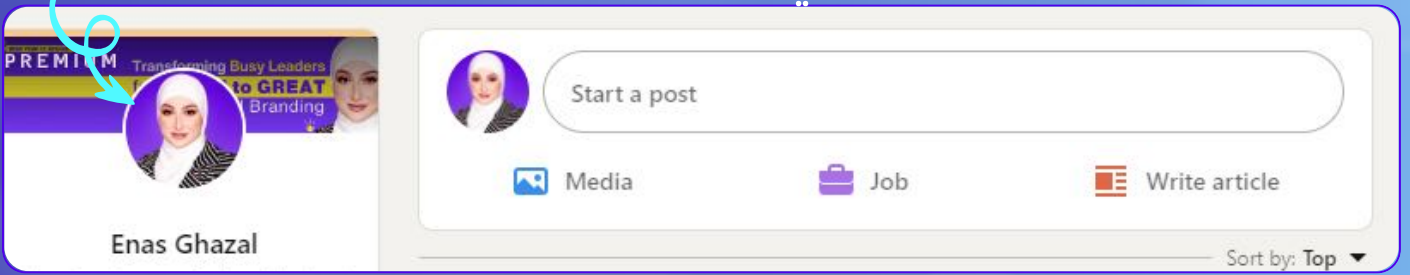 PREMIUM
Transforming Busy Leaders
to GREAT
Branding
Enas Ghazal
Start a post
Media
Job
Write article
Sort by: Top